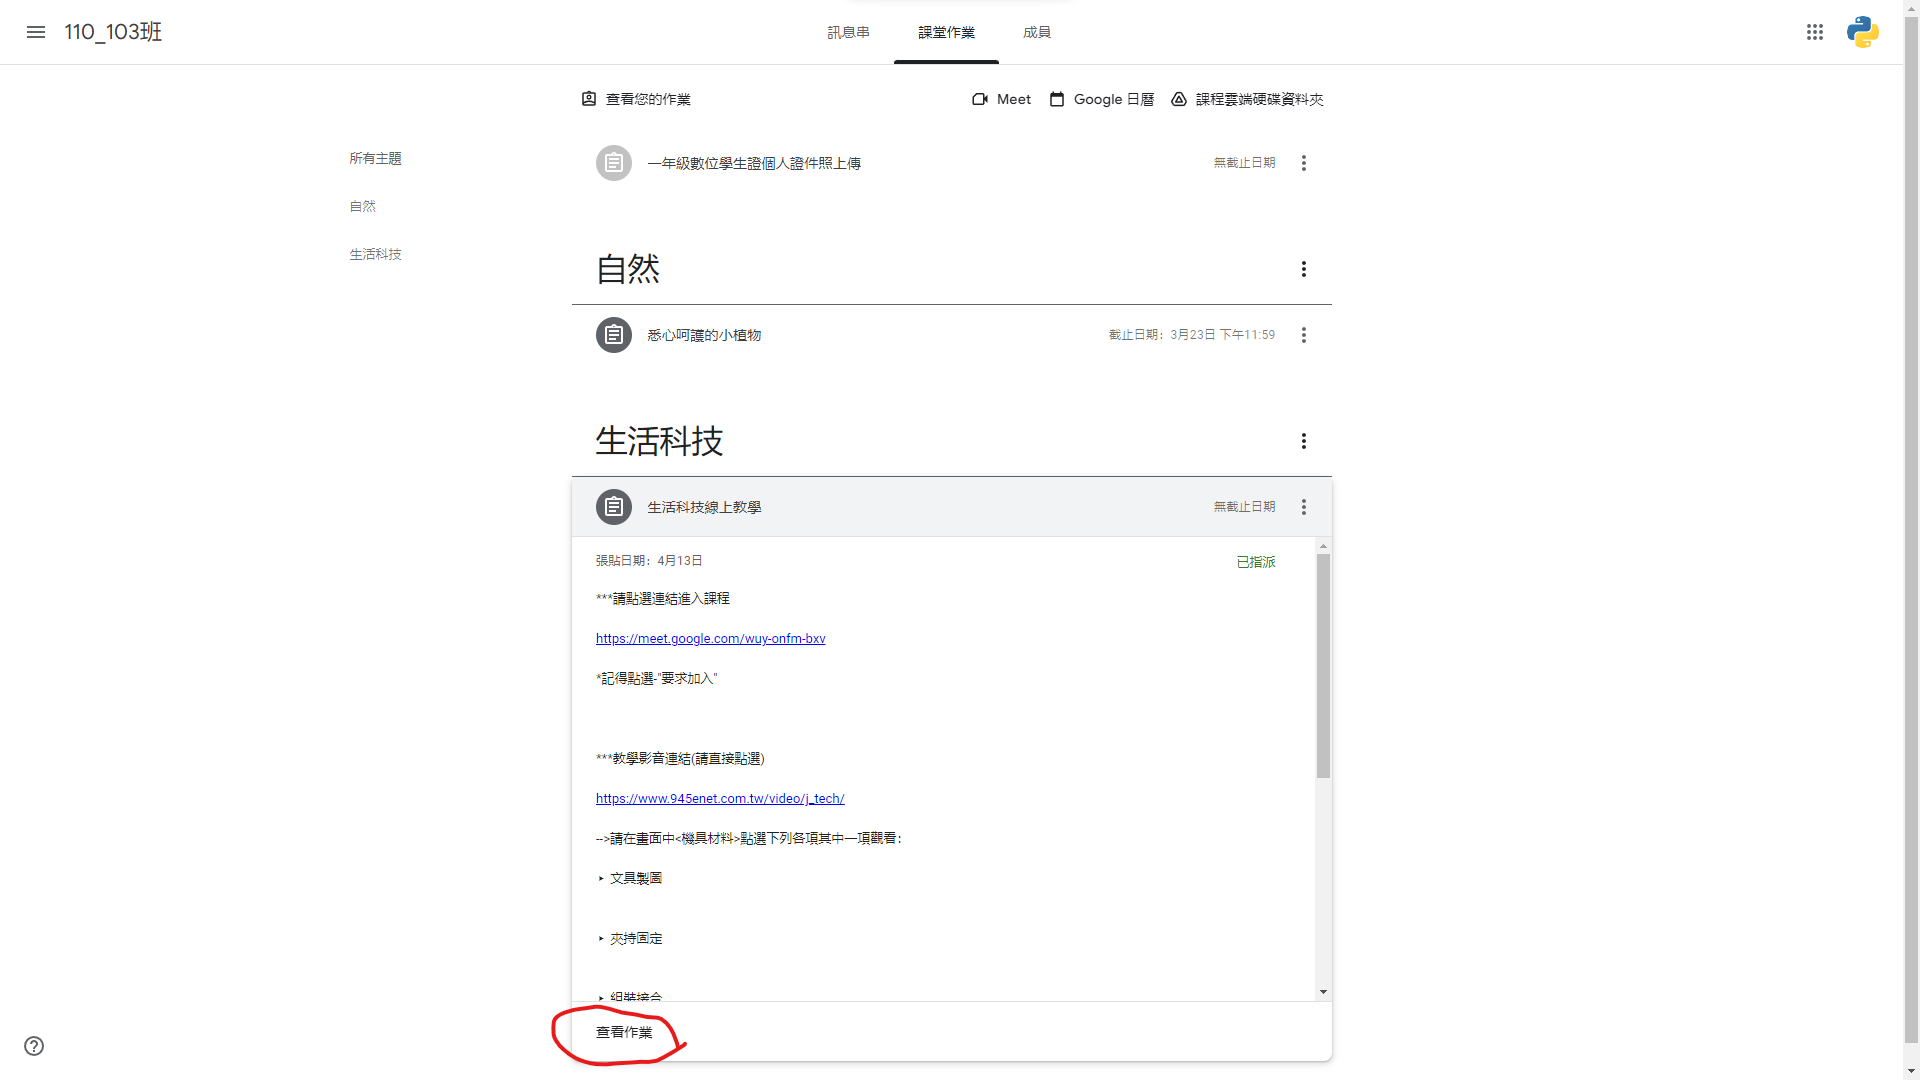 110_103班
訊息串
課堂作業
成員
查看您的作業
Meet
Google 日曆
課程雲端硬碟資料夾
所有主題
自然
生活科技
一年級數位學生證個人證件照上傳
無截止日期
自然
悉心呵護的小植物
截止日期：3月23日 下午11:59
生活科技
生活科技線上教學
無截止日期
張貼日期：4月13日
已指派
***請點選連結進入課程
https://meet.google.com/wuy-onfm-bxv
*記得點選-"要求加入"
***教學影音連結(請直接點選)
https://www.945enet.com.tw/video/j_tech/
-->請在畫面中<機具材料>點選下列各項其中一項觀看:
‣ 文具製圖
‣ 夾持固定
‣ 組裝接合
查看作業